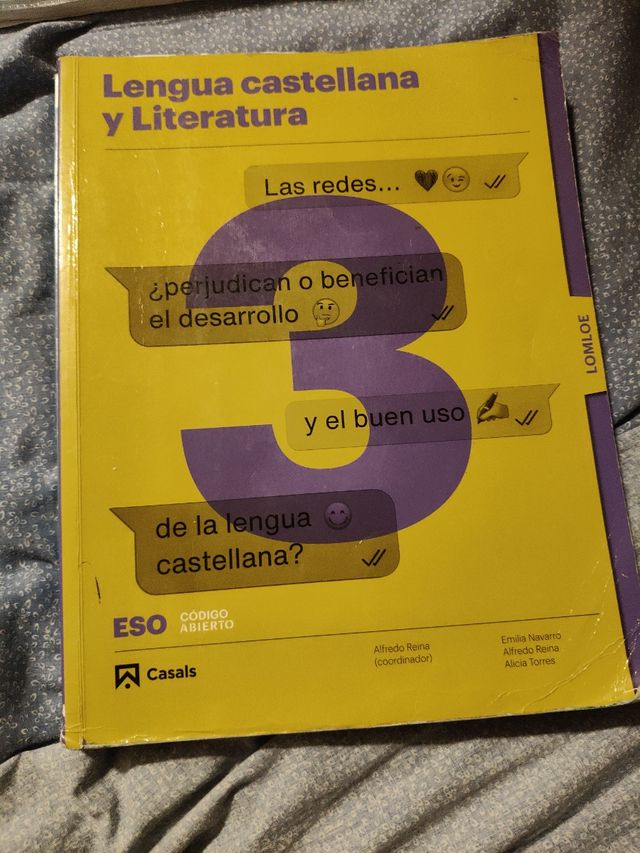 Lengua castellana
y Literatura
Las redes...
¿perjudican o benefician
el desarrollo
y el buen uso
de la lengua
castellana?
3
LOMLOE
ESO
CÓDIGO
ABIERTO
Casals
Alfredo Reina
(coordinador)
Emilia Navarro
Alfredo Reina
Alicia Torres